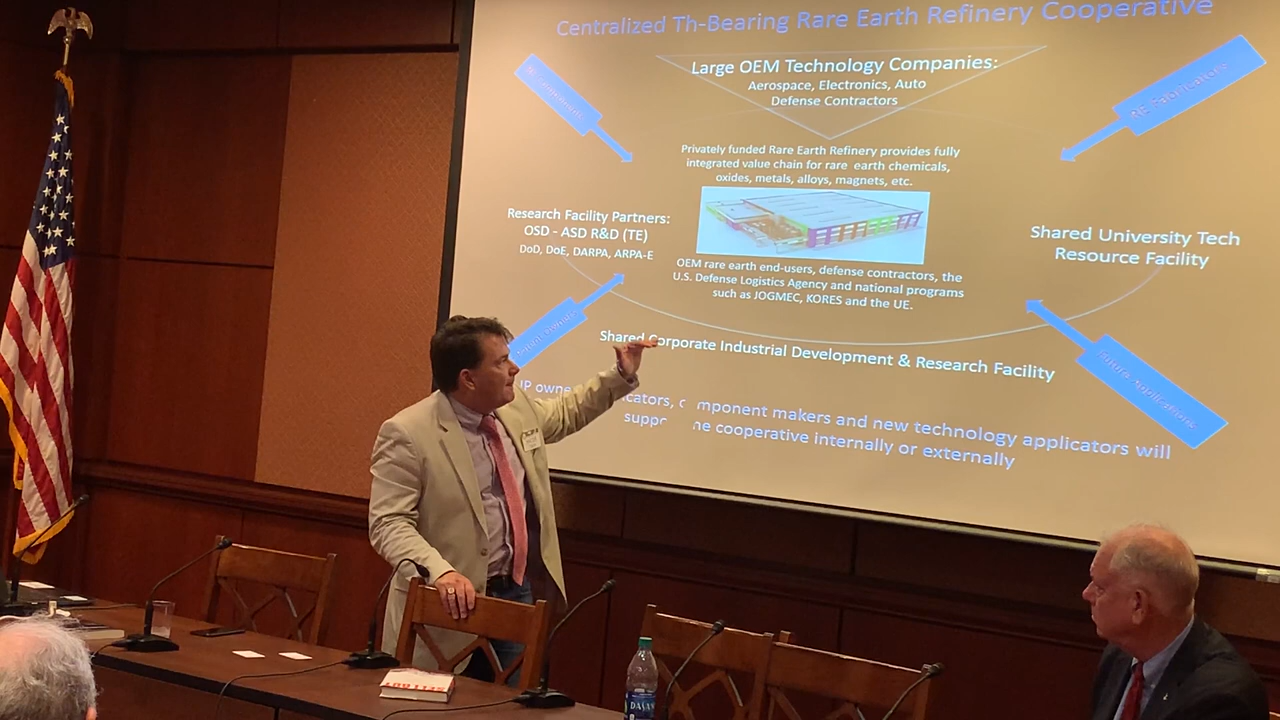 Centralized Th-Bearing Rare Earth Refinery Cooperative
Large OEM Technology Companies:
Aerospace, Electronics, Auto
Defense Contractors
RE Fabricators
Privately funded Rare Earth Refinery provides fully
integrated value chain for rare earth chemicals,
oxides, metals, alloys, magnets, etc.
Research Facility Partners:
OSD - ASD R&D (TE)
DoD, DoE, DARPA, ARPA-E
Shared University Tech
Resource Facility
OEM rare earth end-users, defense contractors, the
U.S. Defense Logistics Agency and national programs
such as JOGMEC, KORES and the UE.
Shared Corporate Industrial Development & Research Facility
Future Applications
IP owne
icators, c mponent makers and new technology applicators will
suppo he cooperative internally or externally
SELLOUT
DASANI